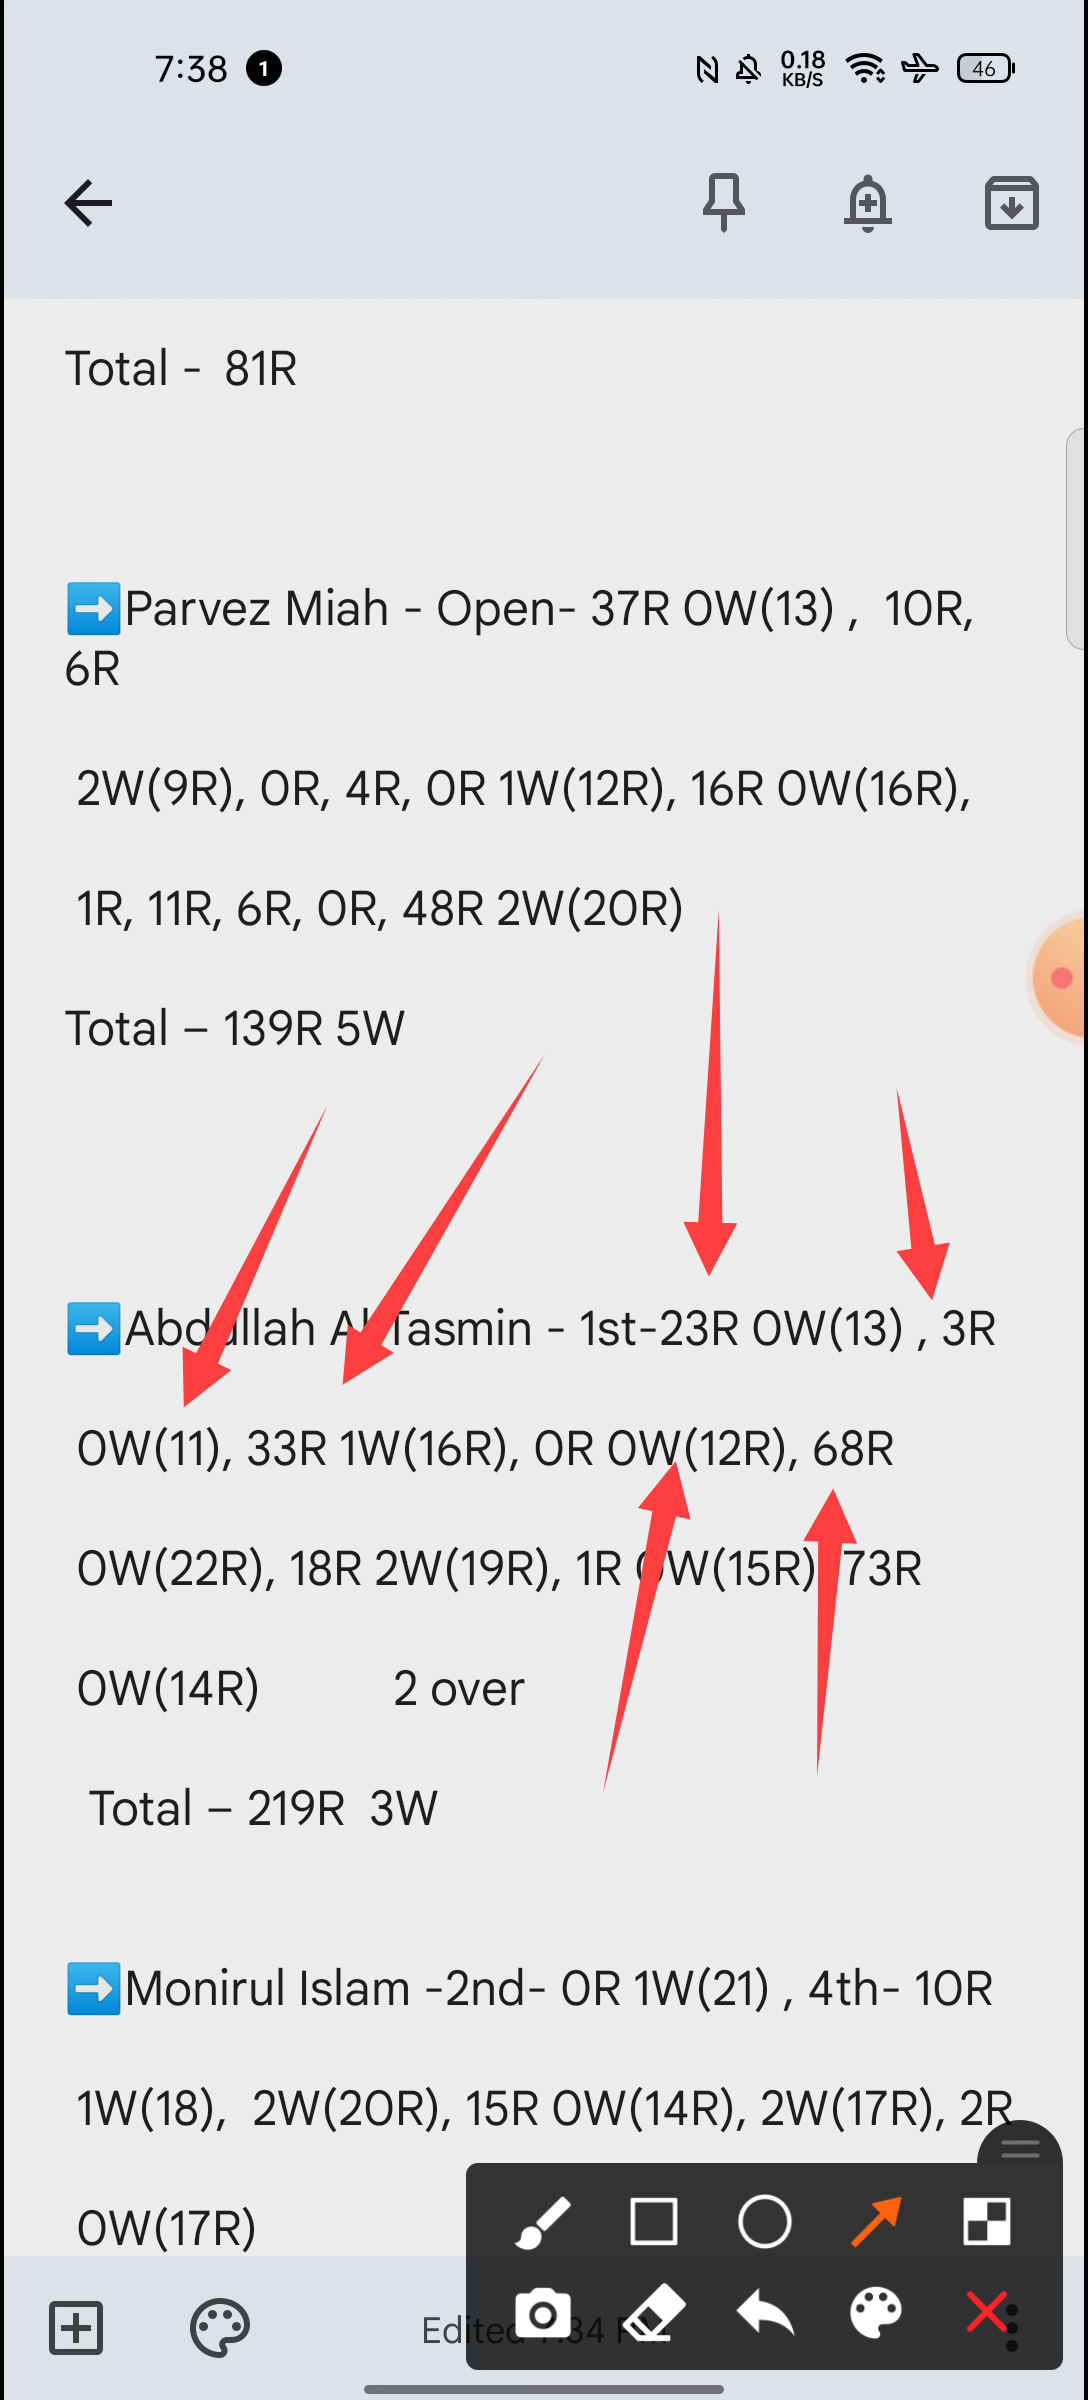 7:38 1 0.18 KB/S 46
Total - 81R
➡️Parvez Miah - Open- 37R 0W(13) , 10R,
6R
2W(9R), 0R, 4R, 0R 1W(12R), 16R 0W(16R),
1R, 11R, 6R, 0R, 48R 2W(20R)
Total – 139R 5W
➡️Abdullah Al Tasmin - 1st-23R 0W(13) , 3R
0W(11), 33R 1W(16R), 0R 0W(12R), 68R
0W(22R), 18R 2W(19R), 1R 0W(15R) 73R
0W(14R) 2 over
Total – 219R 3W
➡️Monirul Islam -2nd- 0R 1W(21) , 4th- 10R
1W(18), 2W(20R), 15R 0W(14R), 2W(17R), 2R
0W(17R)
Edited